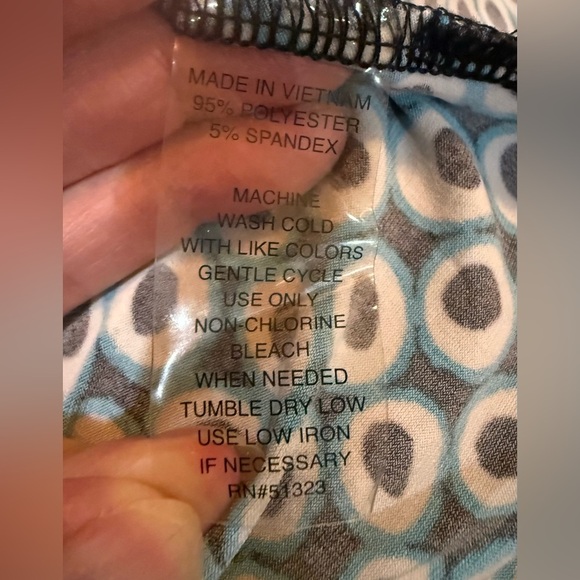 MADE IN VIETNAM
95% POLYESTER
5% SPANDEX
MACHINE
WASH COLD
WITH LIKE COLORS
GENTLE CYCLE
USE ONLY
NON-CHLORINE
BLEACH
WHEN NEEDED
TUMBLE DRY LOW
USE LOW IRON
IF NECESSARY
RN#51323